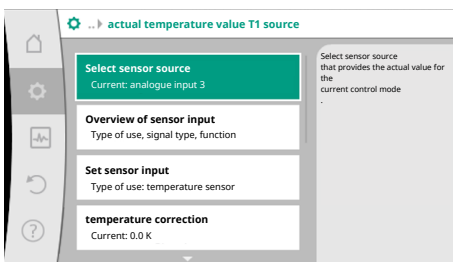 ..▸ actual temperature value T1 source
Select sensor source
Current: analogue input 3
Overview of sensor input
Type of use, signal type, function
Set sensor input
Type of use: temperature sensor
temperature correction
Current: 0.0 K
Select sensor source
that provides the actual value for
the
current control mode
.
?